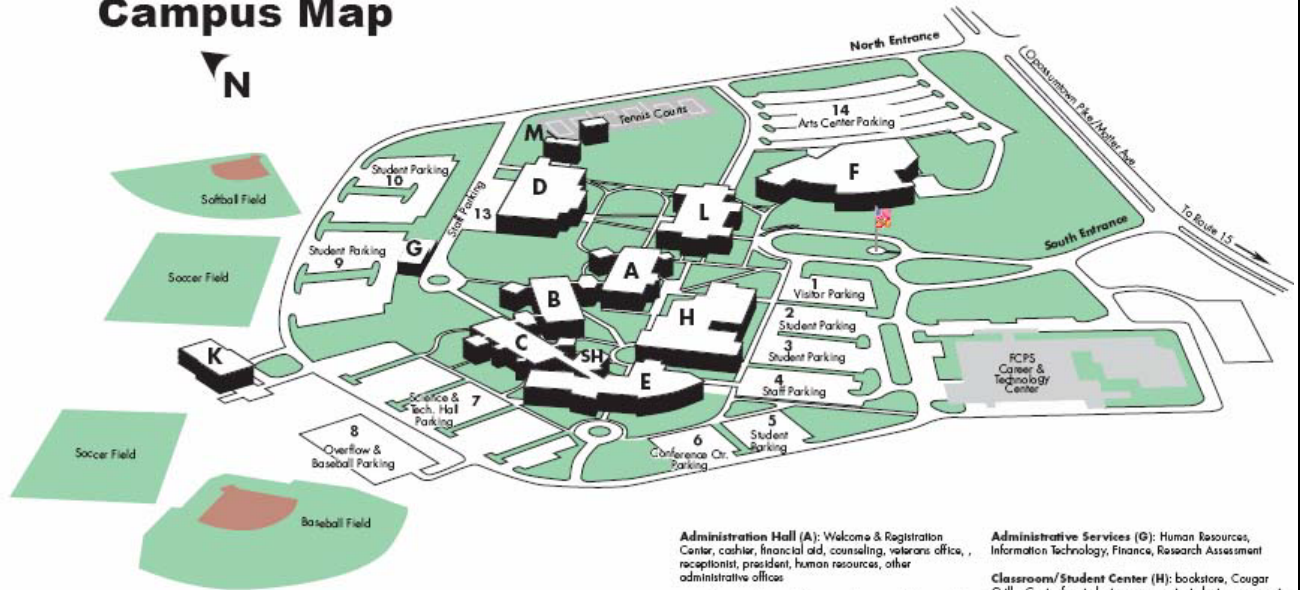 Campus Map
N
North Entrance
Opossumtown Pike/Motter Ave.
14
Arts Center Parking
Tennis Courts
M
Student Parking
10
F
D
Softball Field
Staff Parking
13
L
To Route 15
South Entrance
G
Student Parking
9
Soccer Field
A
1
Visitor Parking
B
H
2
Student Parking
C
3
Student Parking
SH
K
FCPS
Career &
Technology
Center
E
4
Staff Parking
Science &
Tech. Hall
Parking
7
5
Student
Parking
8
Overflow &
Baseball Parking
6
Conference Ctr.
Parking
Soccer Field
Baseball Field
Administration Hall (A): Welcome & Registration
Center, cashier, financial aid, counseling, veterans office, ,
receptionist, president, human resources, other
administrative offices
Administrative Services (G): Human Resources,
Information Technology, Finance, Research Assessment
Classroom/Student Center (H): bookstore, Cougar